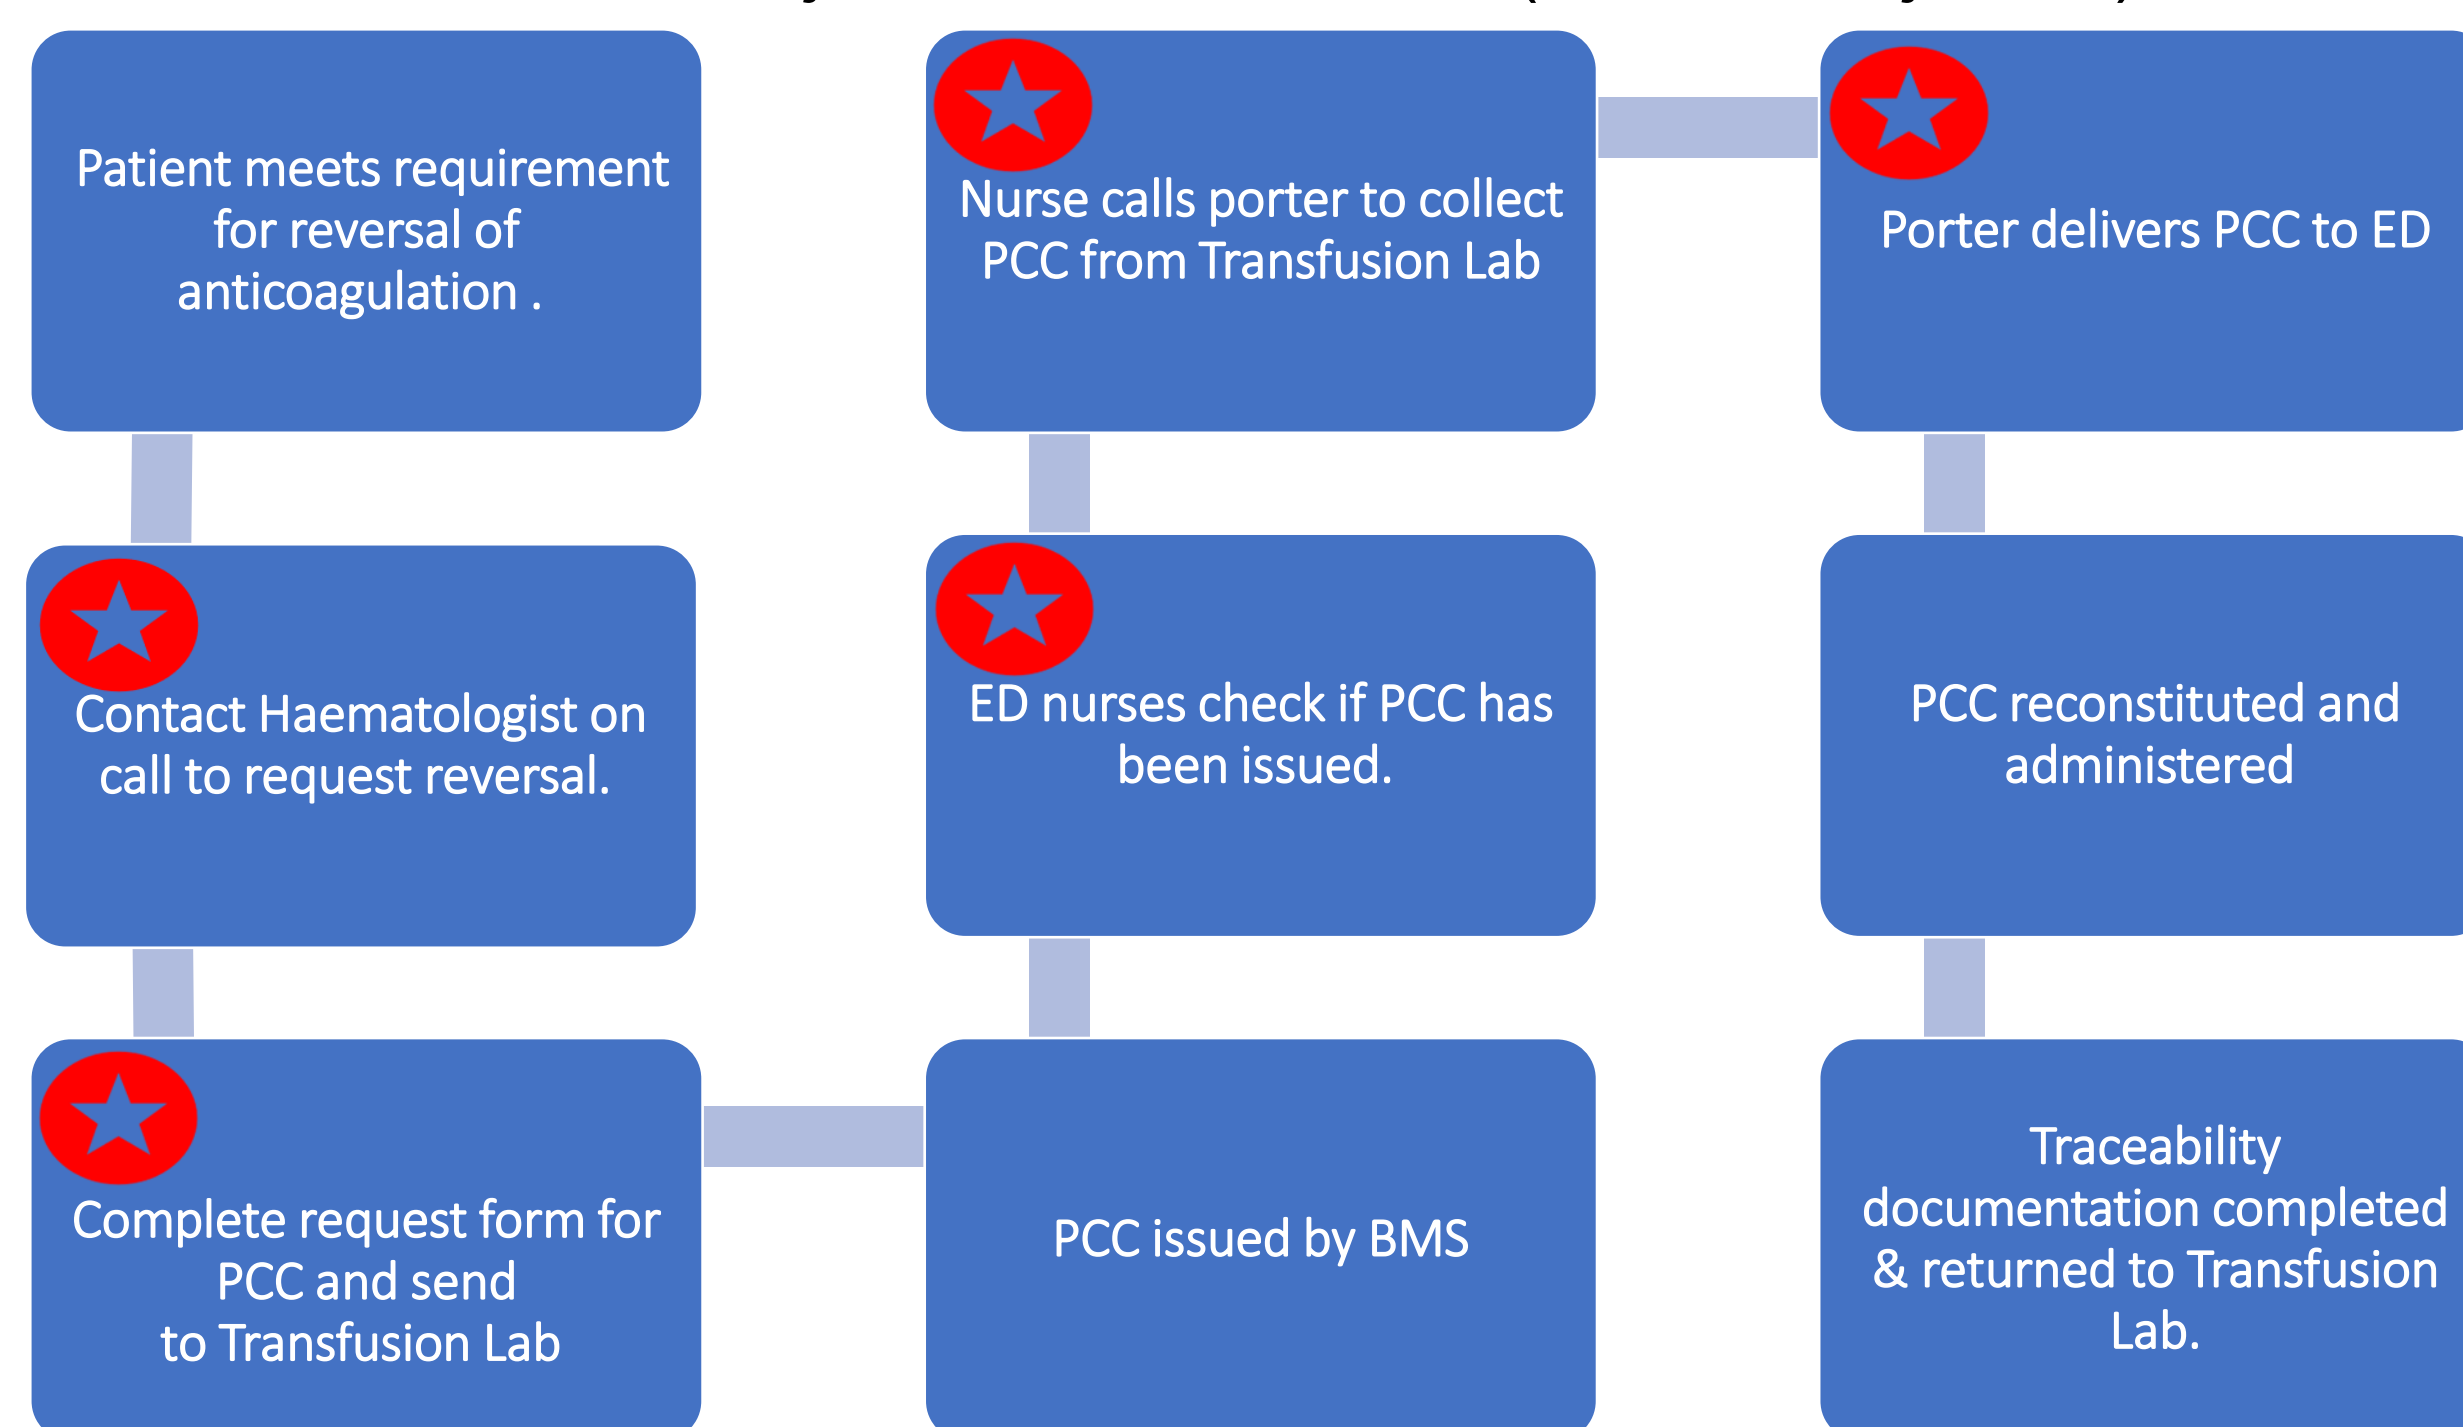 Patient meets requirement
for reversal of
anticoagulation .
Contact Haematologist on
call to request reversal.
Complete request form for
PCC and send
to Transfusion Lab
PCC issued by BMS
ED nurses check if PCC has
been issued.
Nurse calls porter to collect
PCC from Transfusion Lab
Porter delivers PCC to ED
PCC reconstituted and
administered
Traceability
documentation completed
& returned to Transfusion
Lab.